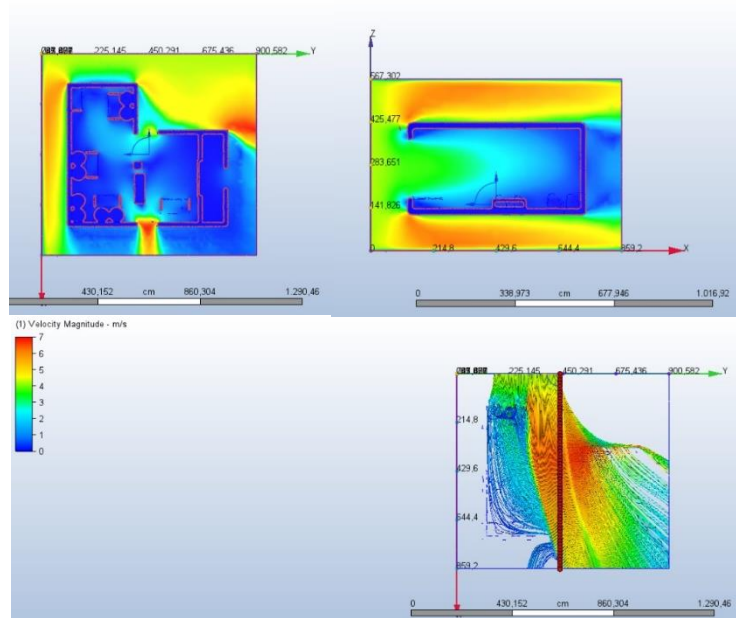 225,145 450,291 675,436 900,582 Y
430,152 cm 860,304 1.290,46
Z
567,302
425,477
283,651
141,826
0 214,8 429,6 644,4 859,2 X
0 338,973 cm 677,946 1.016,92
(1) Velocity Magnitude - m/s
7
6
5
4
3
2
1
0
225,145 450,291 675,436 900,582 Y
214,8
429,6
644,4
859,2
0 430,152 cm 860,304 1.290,46